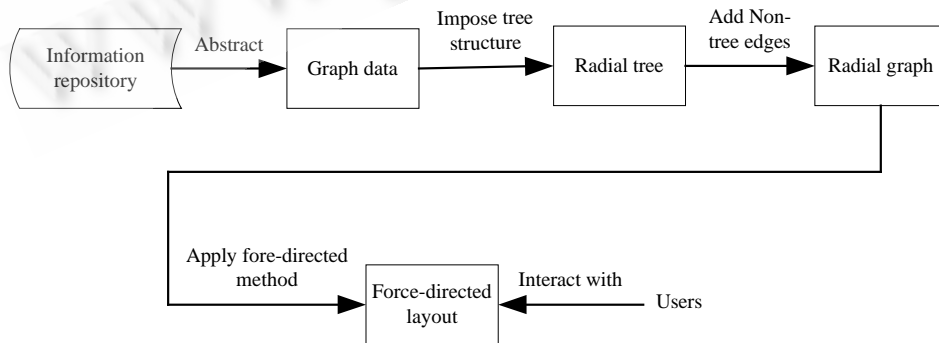 Information
repository
Abstract
Graph data
Impose tree
structure
Radial tree
Add Non-
tree edges
Radial graph
Apply fore-directed
method
Force-directed
layout
Interact with
Users